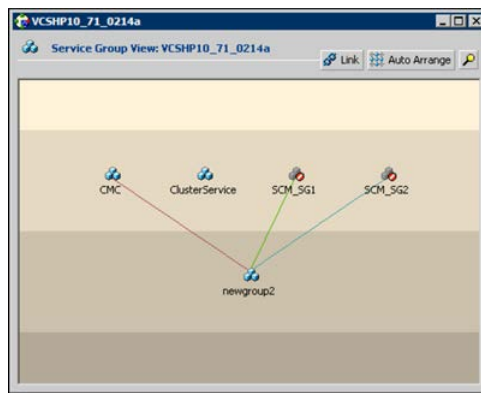 VCSHP10_71_0214a
Service Group View: VCSHP10_71_0214a
Link Auto Arrange
CMC ClusterService SCM_SG1 SCM_SG2
newgroup2